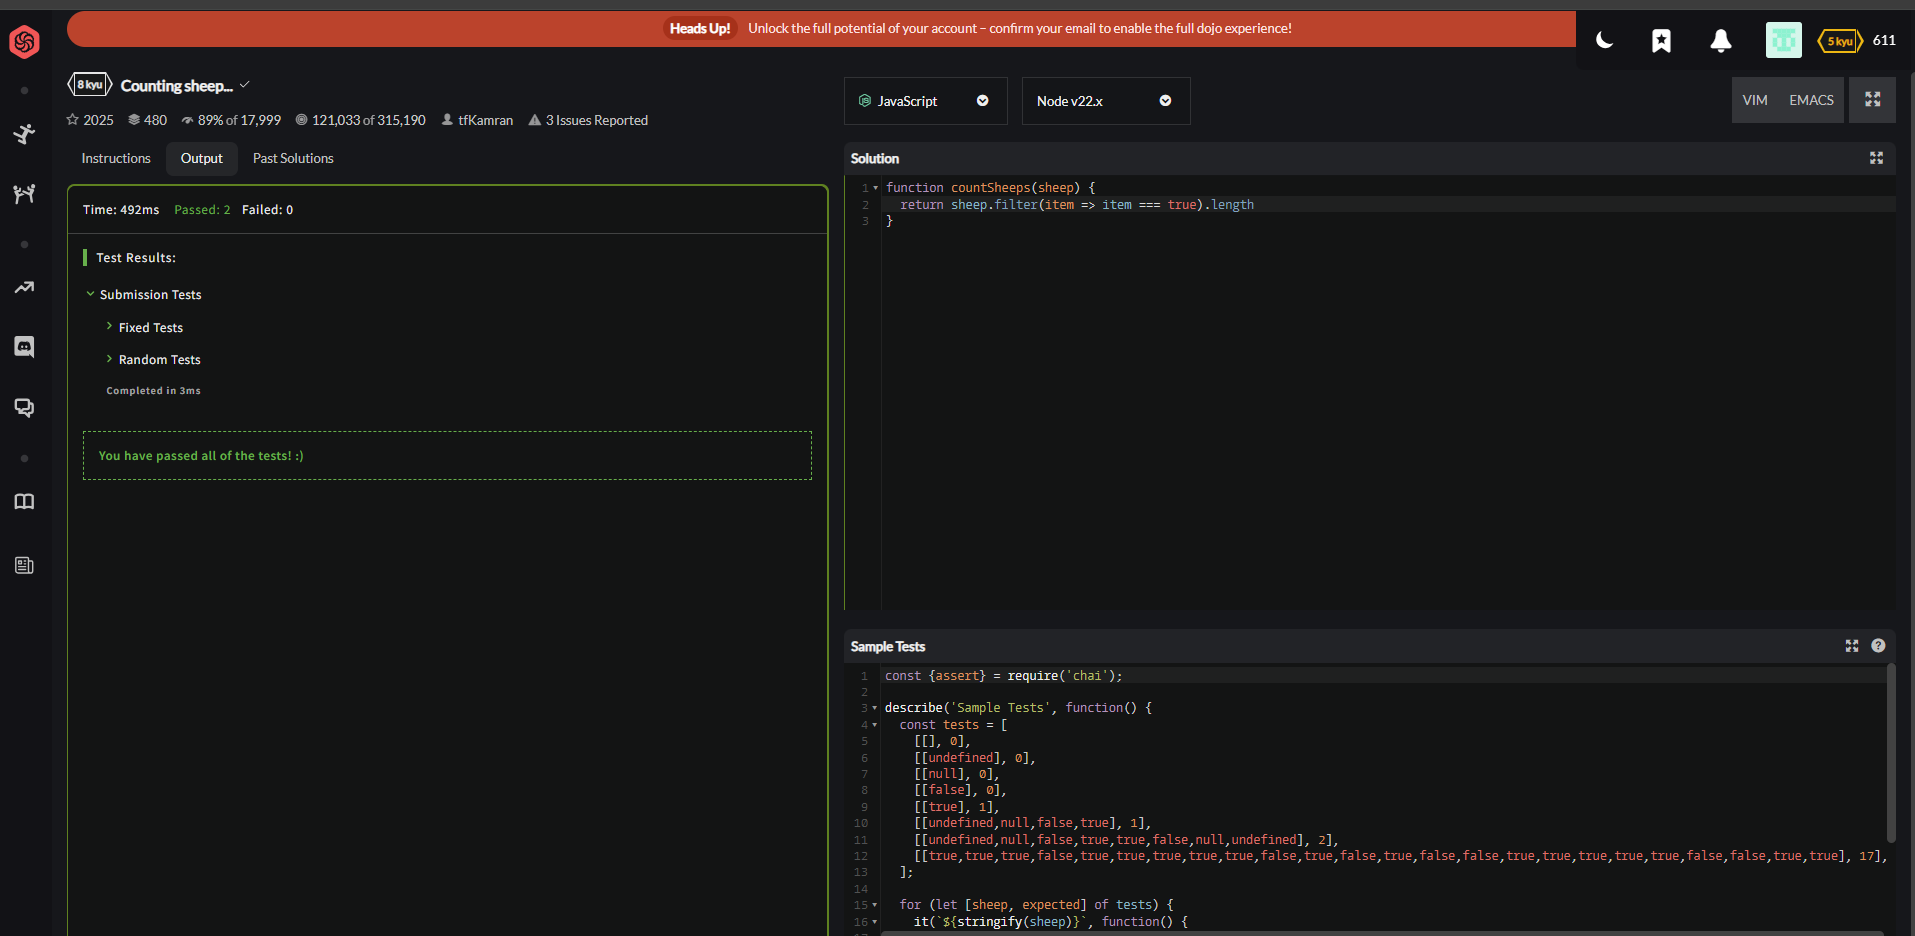 Heads Up! Unlock the full potential of your account – confirm your email to enable the full dojo experience!
5 kyu 611
8 kyu Counting sheep...
2025 480 89% of 17,999 121,033 of 315,190 tfKamran 3 Issues Reported
Instructions Output Past Solutions
Time: 492ms Passed: 2 Failed: 0
Test Results:
Submission Tests
Fixed Tests
Random Tests
Completed in 3ms
You have passed all of the tests! :)
JavaScript Node v22.x VIM EMACS
Solution
1 function countSheeps(sheep) {
2 return sheep.filter(item => item === true).length
3 }
Sample Tests
1 const {assert} = require('chai');
2
3 describe('Sample Tests', function() {
4 const tests = [
5 [[], 0],
6 [[undefined], 0],
7 [[null], 0],
8 [[false], 0],
9 [[true], 1],
10 [[undefined,null,false,true], 1],
11 [[undefined,null,false,true,true,false,null,undefined], 2],
12 [[true,true,true,false,true,true,true,true,true,false,true,false,true,false,false,true,true,true,true,true,false,false,true,true], 17],
13 ];
14
15 for (let [sheep, expected] of tests) {
16 it(`${stringify(sheep)}`, function() {